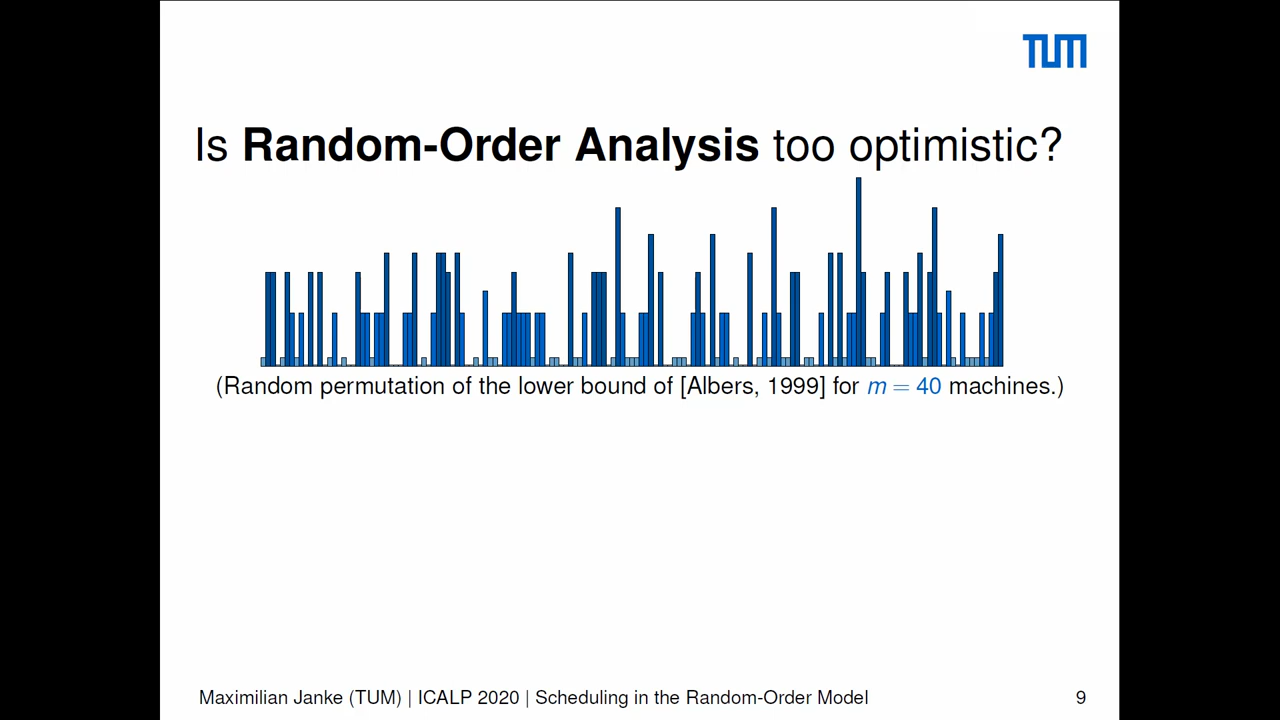 TUM
Is Random-Order Analysis too optimistic?
(Random permutation of the lower bound of [Albers, 1999] for m = 40 machines.)
Maximilian Janke (TUM) | ICALP 2020 | Scheduling in the Random-Order Model
9